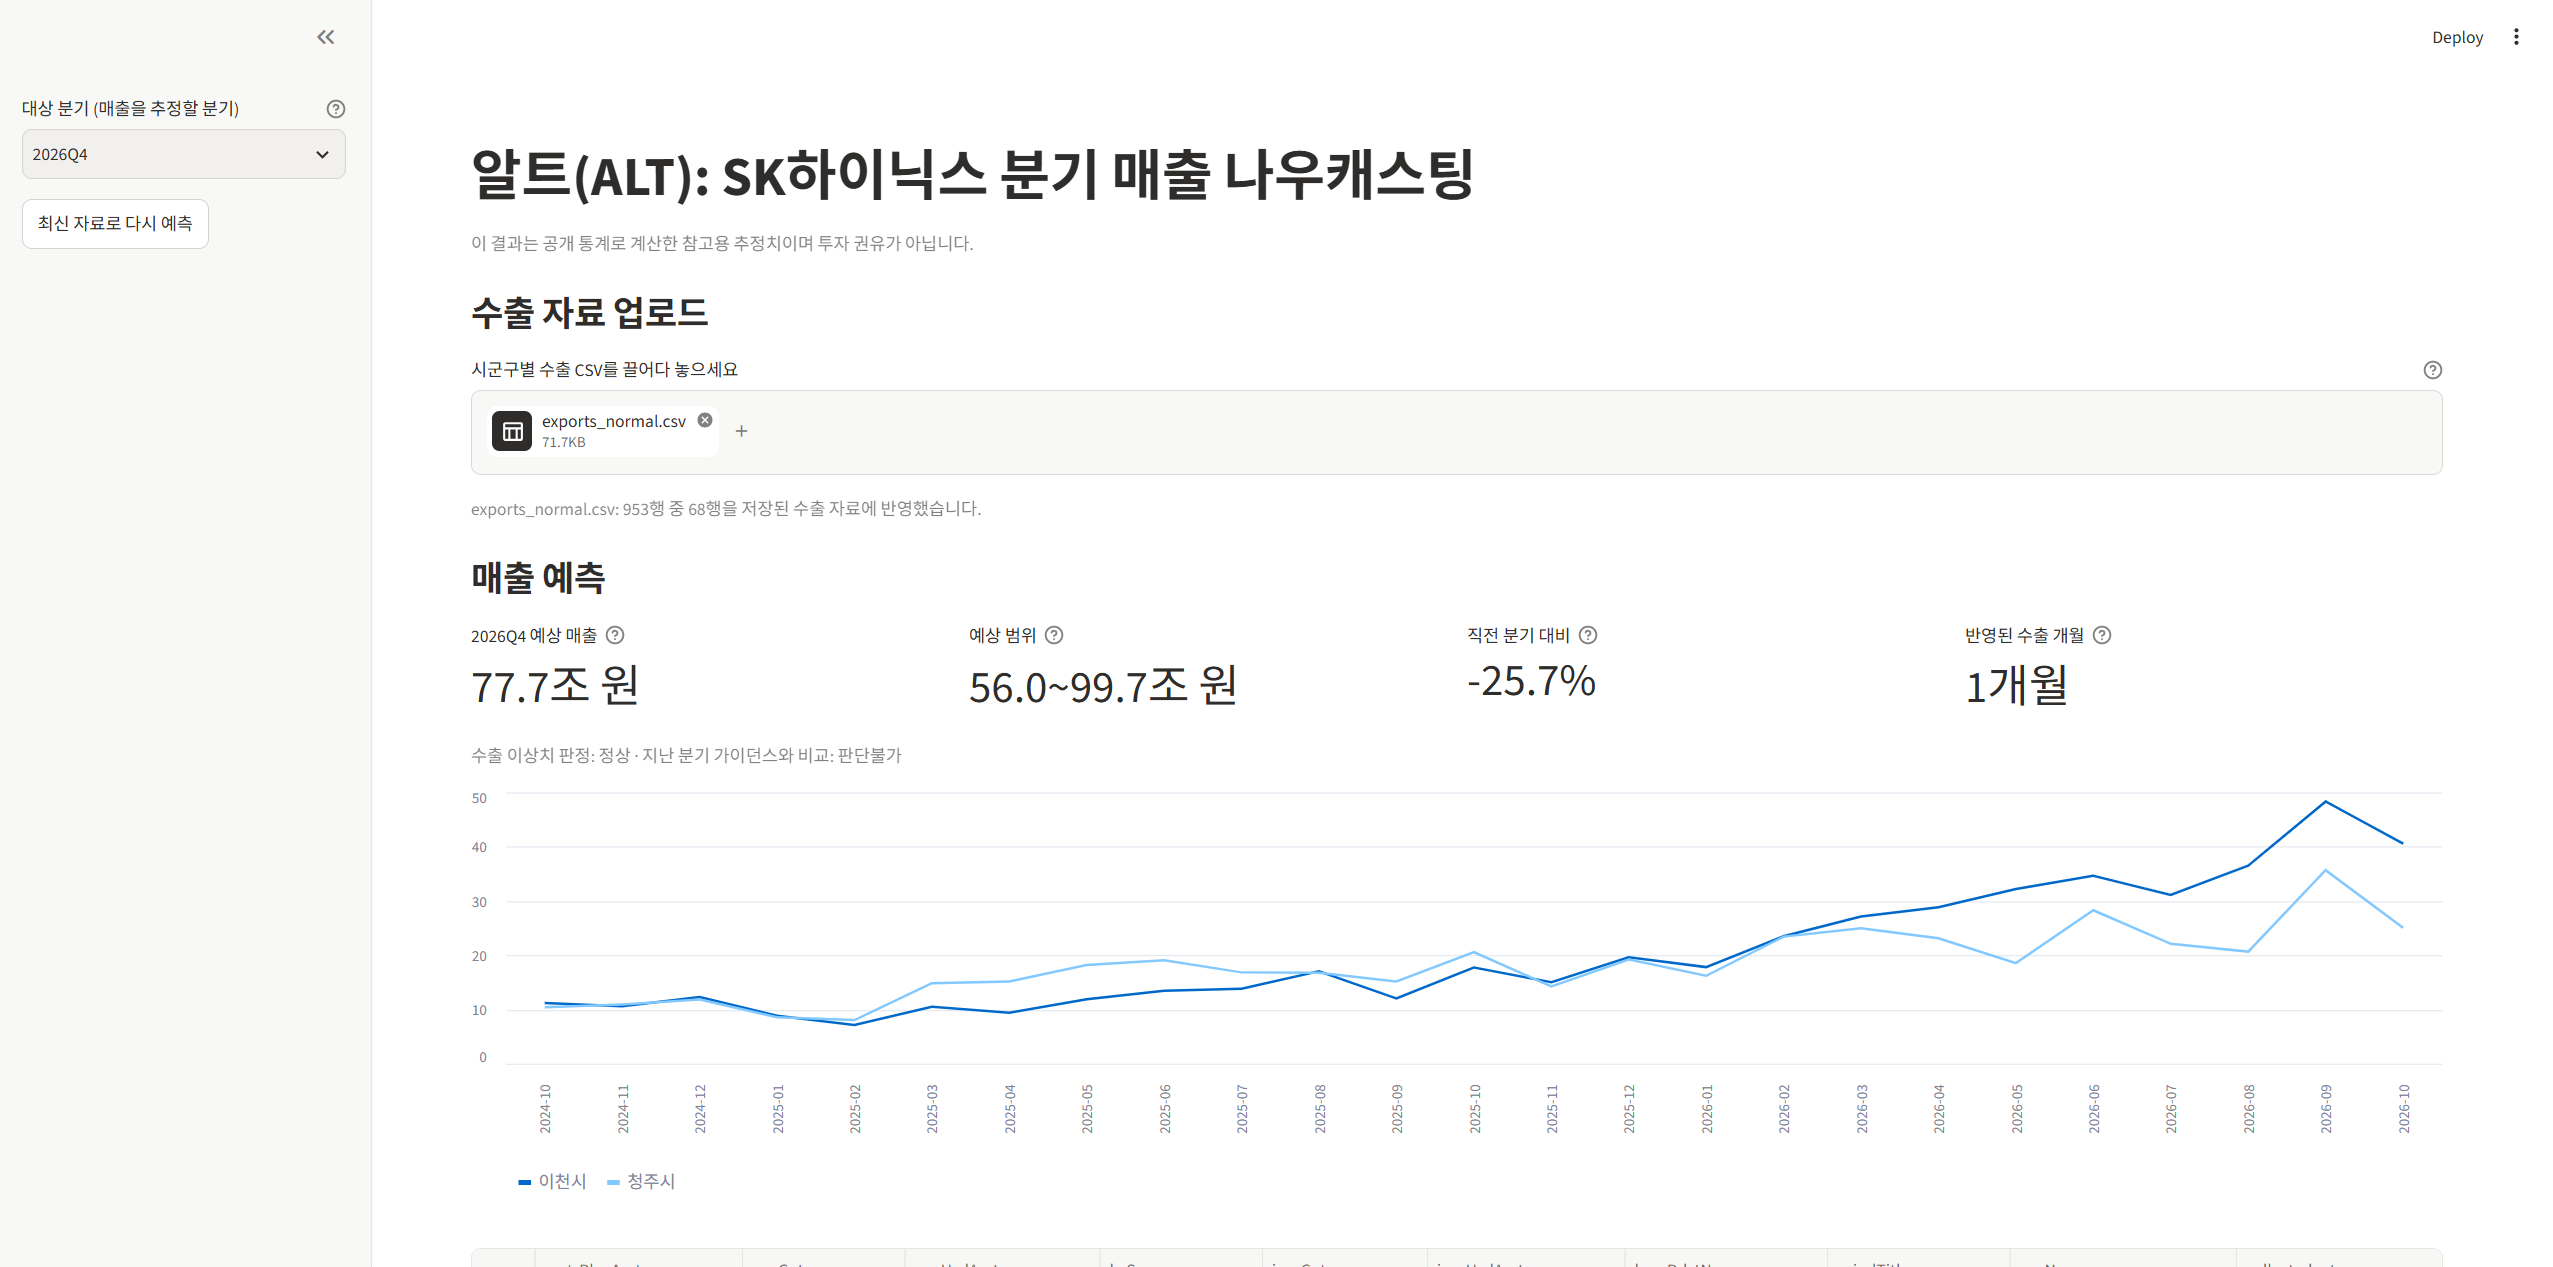 Deploy
대상 분기 (매출을 추정할 분기)
2026Q4
최신 자료로 다시 예측
알트(ALT): SK하이닉스 분기 매출 나우캐스팅
이 결과는 공개 통계로 계산한 참고용 추정치이며 투자 권유가 아닙니다.
수출 자료 업로드
시군구별 수출 CSV를 끌어다 놓으세요
exports_normal.csv
71.7KB
exports_normal.csv: 953행 중 68행을 저장된 수출 자료에 반영했습니다.
매출 예측
2026Q4 예상 매출 예상 범위 직전 분기 대비 반영된 수출 개월
77.7조 원 56.0~99.7조 원 -25.7% 1개월
수출 이상치 판정: 정상 · 지난 분기 가이던스와 비교: 판단불가
50
40
30
20
10
0
2024-10 2024-11 2024-12 2025-01 2025-02 2025-03 2025-04 2025-05 2025-06 2025-07 2025-08 2025-09 2025-10 2025-11 2025-12 2026-01 2026-02 2026-03 2026-04 2026-05 2026-06 2026-07 2026-08 2026-09 2026-10
이천시 청주시